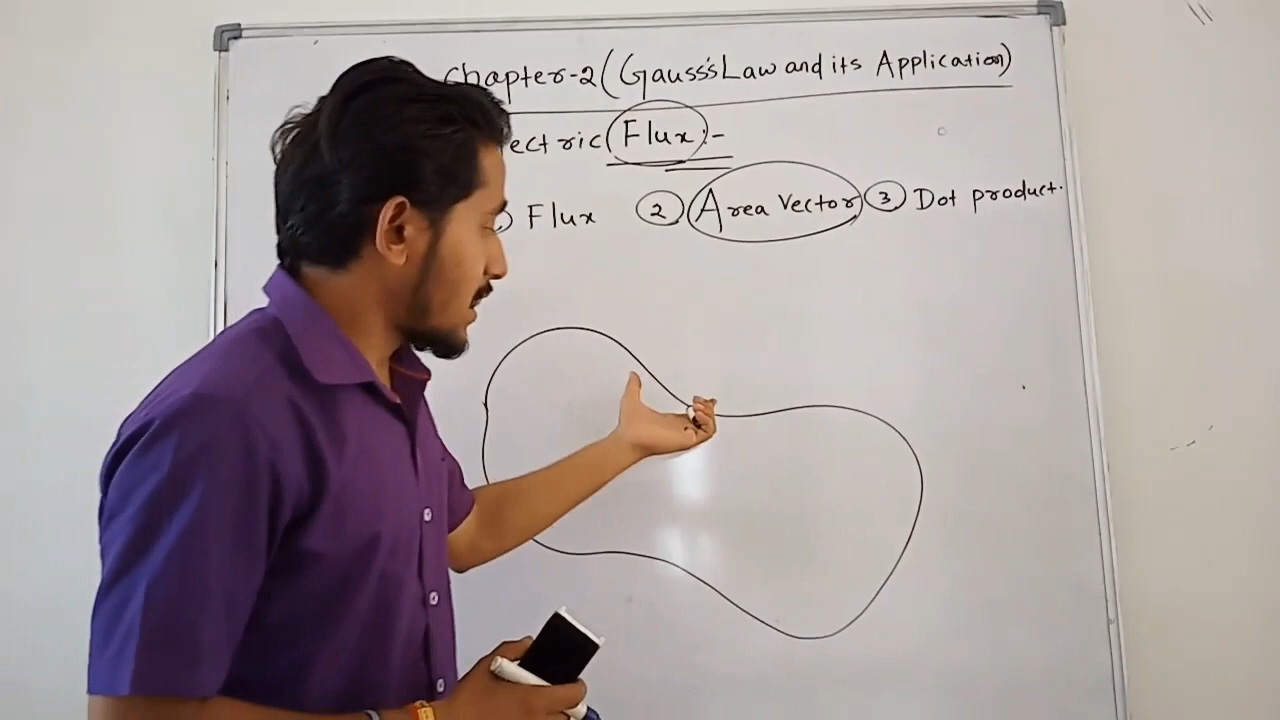 Chapter-2 (Gauss's Law and its Application)
ectric Flux :-
Flux ② Area Vector ③ Dot product.